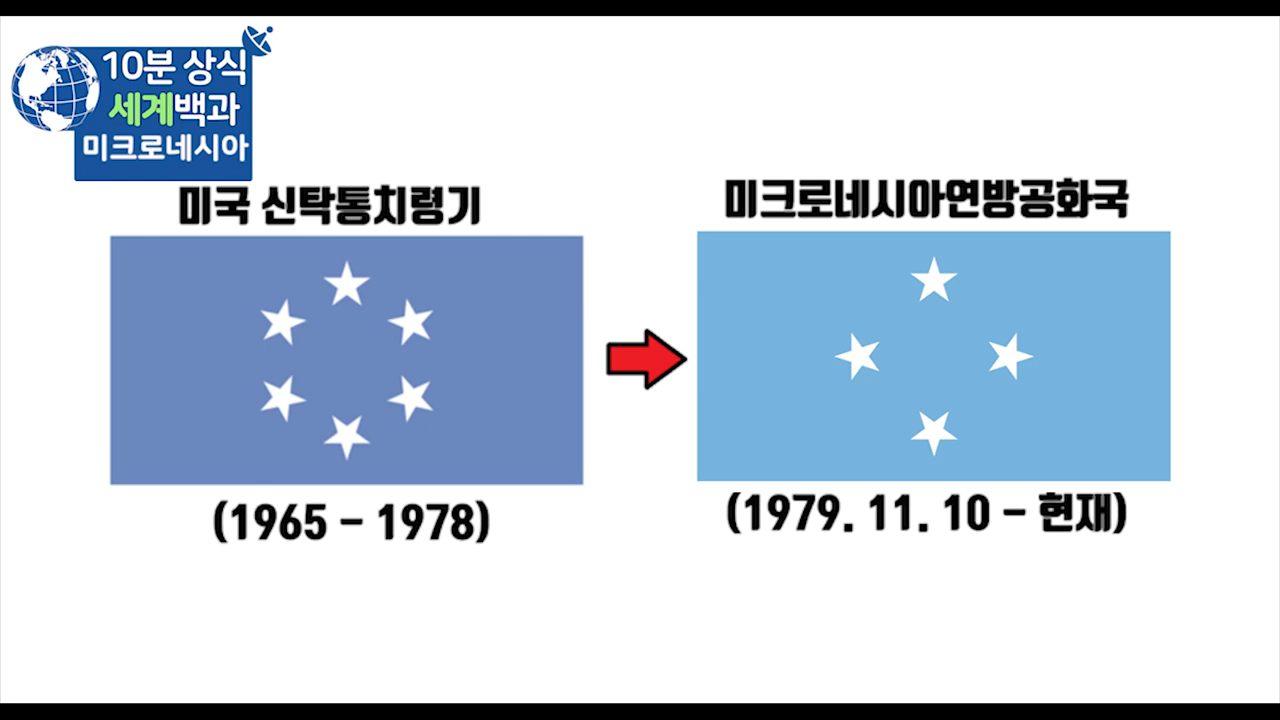 10분 상식
세계백과
미크로네시아
미국 신탁통치령기
미크로네시아연방공화국
(1965 - 1978)
(1979. 11. 10 - 현재)